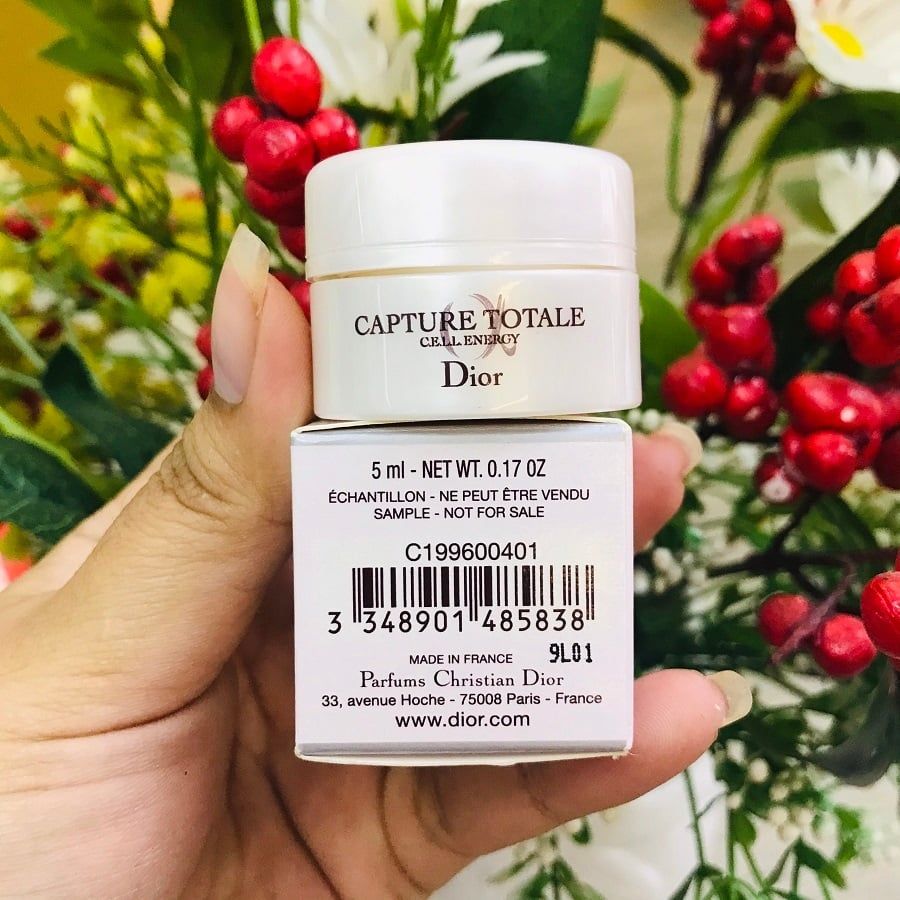 CAPTURE TOTALE
C.E.L.L. ENERGY
Dior
5 ml - NET WT. 0.17 OZ
ÉCHANTILLON - NE PEUT ÊTRE VENDU
SAMPLE - NOT FOR SALE
C199600401
3 348901 485838
9L01
MADE IN FRANCE
Parfums Christian Dior
33, avenue Hoche - 75008 Paris - France
www.dior.com